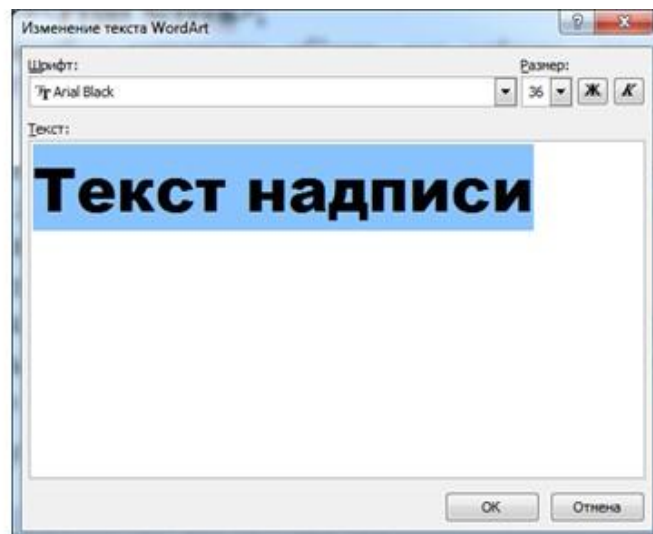 Изменение текста WordArt
Шрифт:
Размер:
Arial Black
36
Ж
К
Текст:
Текст надписи
ОК
Отмена